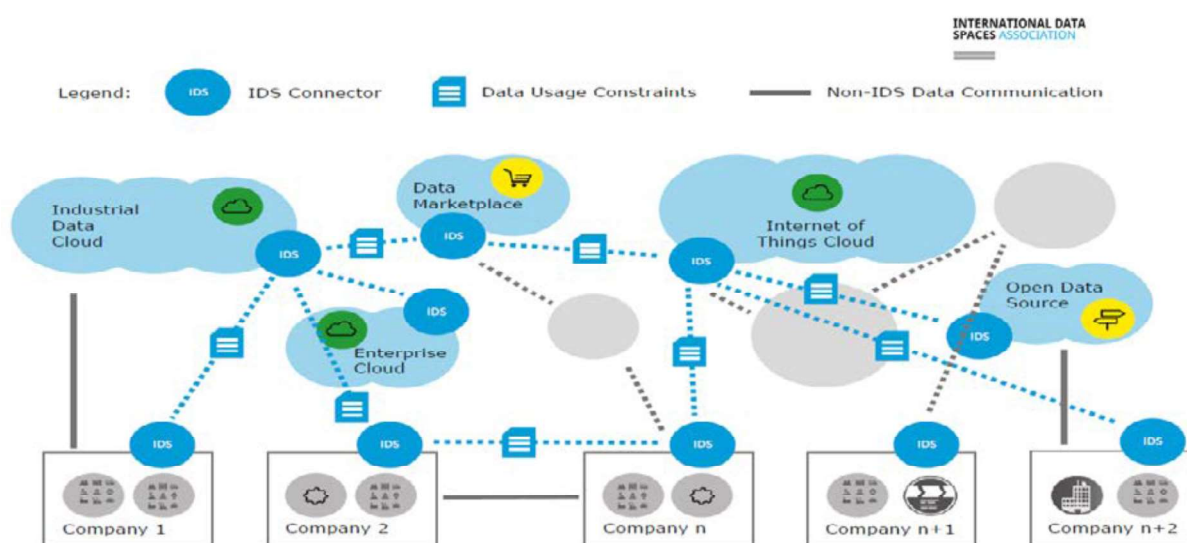 INTERNATIONAL DATA
SPACES ASSOCIATION
Legend:
IDS
IDS Connector
Data Usage Constraints
Non-IDS Data Communication
Industrial
Data
Cloud
IDS
Data
Marketplace
IDS
Internet of
Things Cloud
IDS
Open Data
Source
IDS
Enterprise
Cloud
IDS
IDS
IDS
IDS
IDS
IDS
Company 1
Company 2
Company n
Company n+1
Company n+2